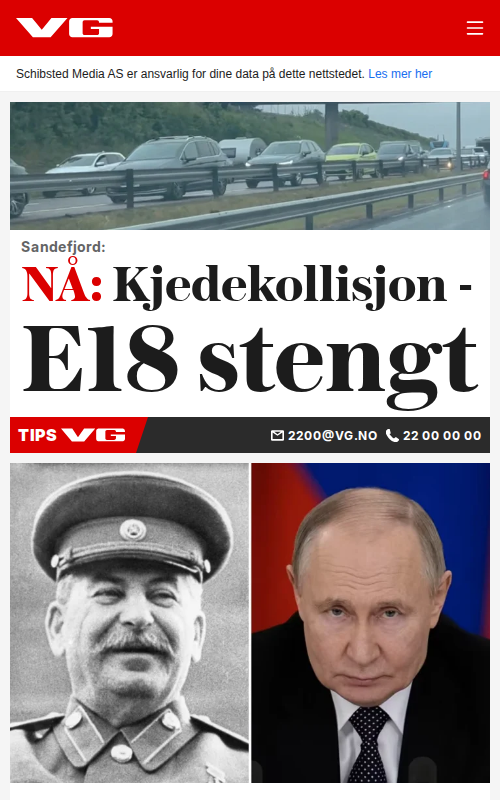 VG
Schibsted Media AS er ansvarlig for dine data på dette nettstedet. Les mer her
Sandefjord:
NÅ: Kjedekollisjon -
E18 stengt
TIPS VG 2200@VG.NO 22 00 00 00